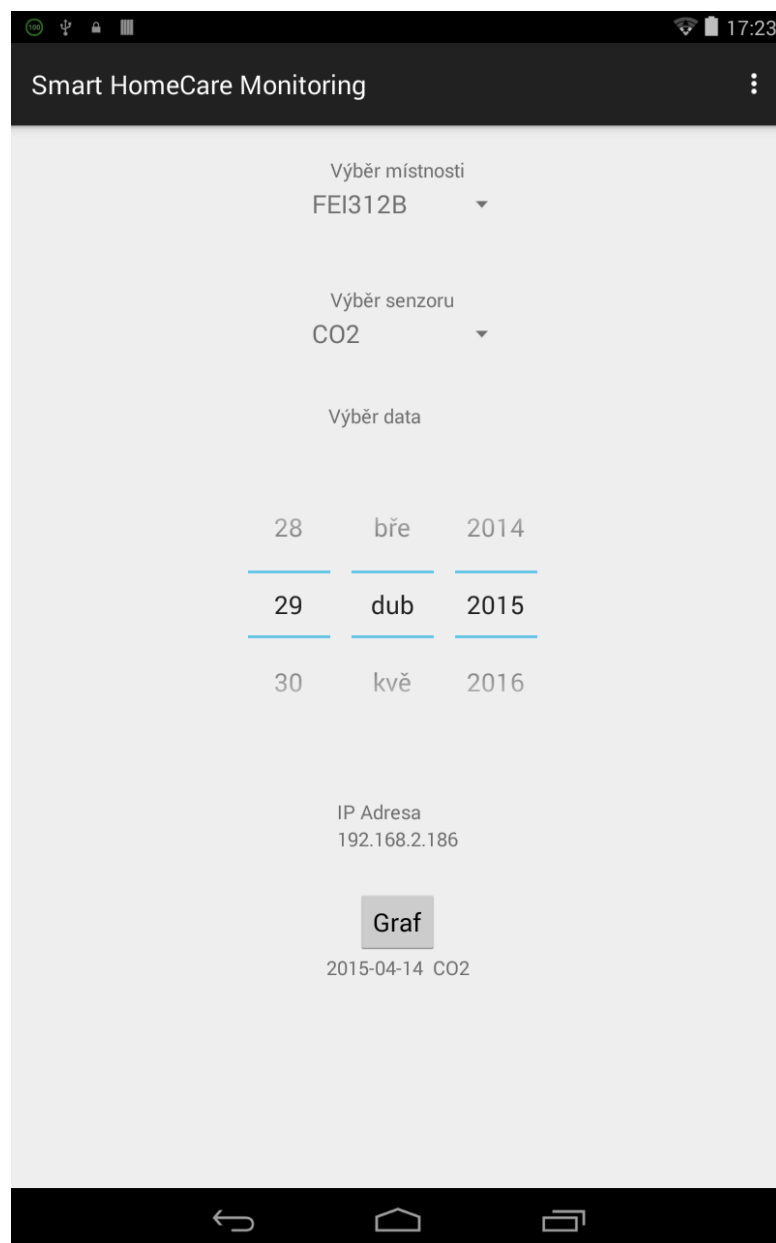 100
17:23
Smart HomeCare Monitoring
Výběr místnosti
FEI312B
Výběr senzoru
CO2
Výběr data
28 bře 2014
29 dub 2015
30 kvě 2016
IP Adresa
192.168.2.186
Graf
2015-04-14 CO2